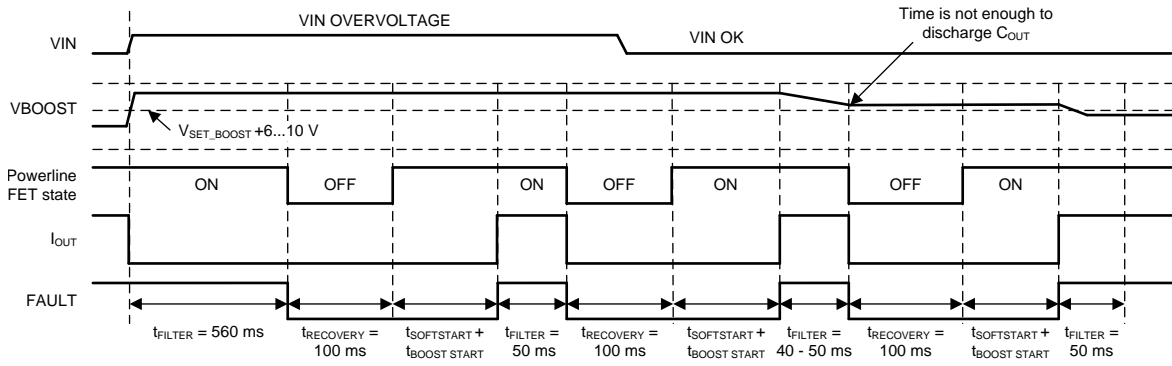 VIN
VIN OVERVOLTAGE
VIN OK
Time is not enough to
discharge COUT
VBOOST
VSET_BOOST +6...10 V
Powerline
FET state
ON
OFF
ON
ON
OFF
ON
OFF
ON
IOUT
FAULT
tFILTER = 560 ms
tRECOVERY =
100 ms
tSOFTSTART +
tBOOST START
tFILTER =
50 ms
tRECOVERY =
100 ms
tSOFTSTART +
tBOOST START
tFILTER =
40 - 50 ms
tRECOVERY =
100 ms
tSOFTSTART +
tBOOST START
tFILTER =
50 ms